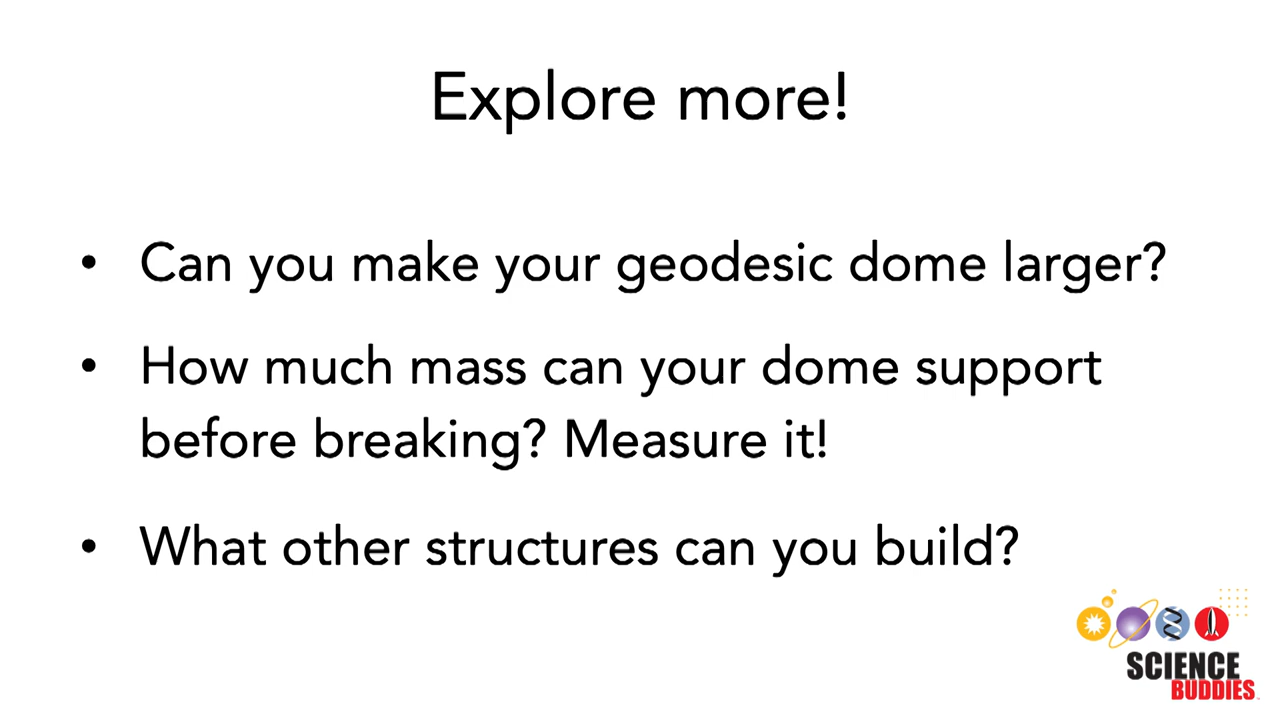 Explore more!
• Can you make your geodesic dome larger?
• How much mass can your dome support
before breaking? Measure it!
• What other structures can you build?
SCIENCE
BUDDIES